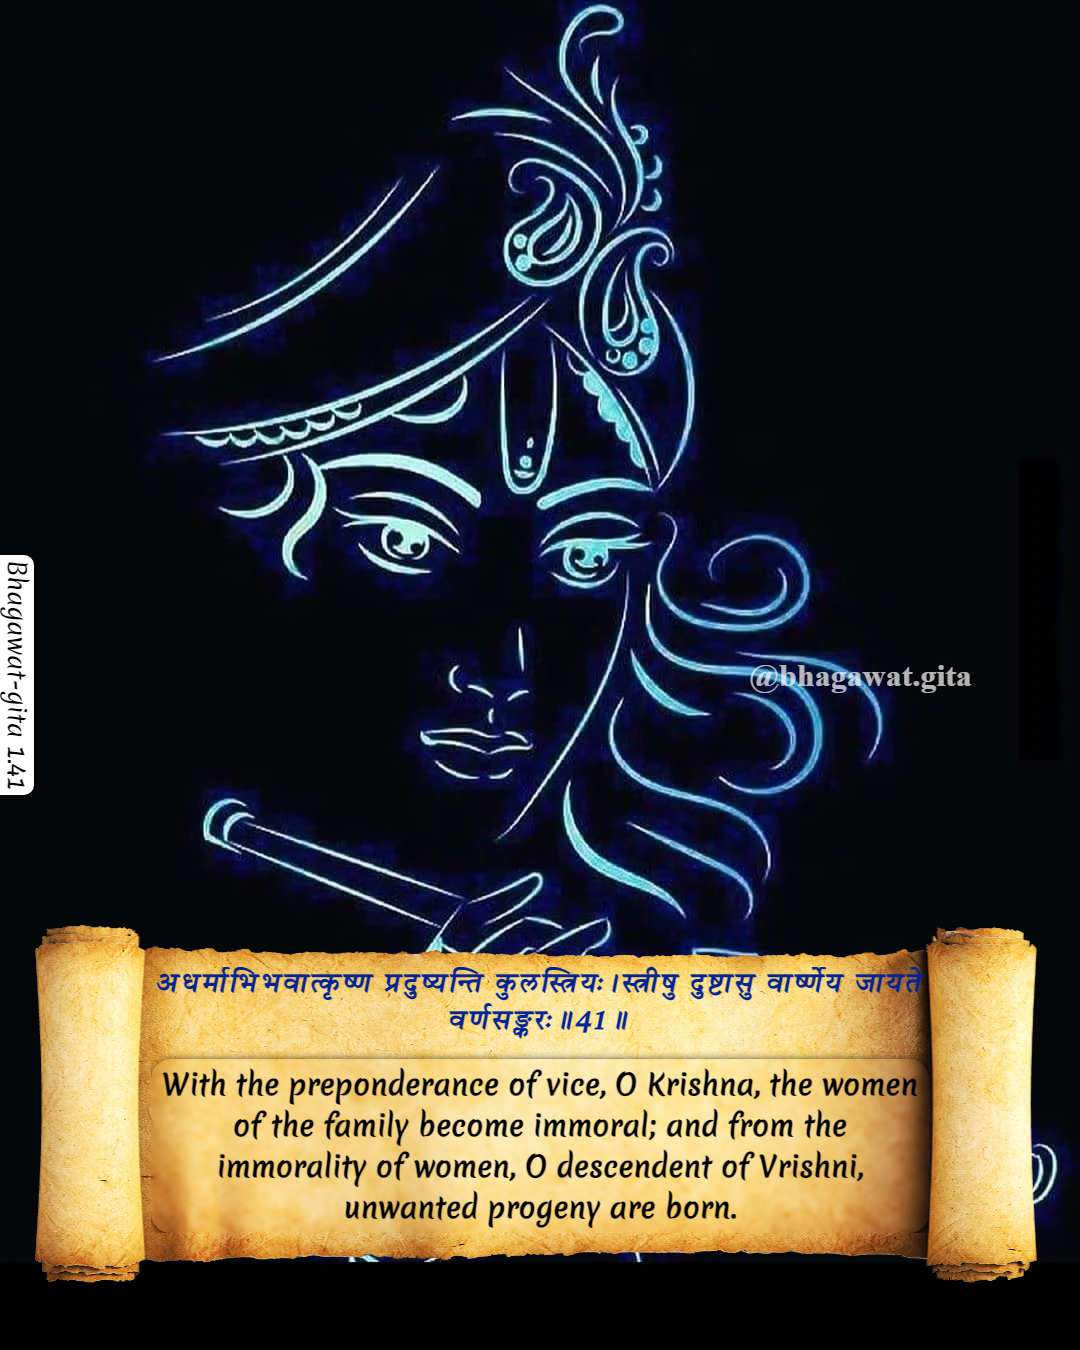 Bhagawat-gita 1.41
@bhagawat.gita
अधर्माभिभवात्कृष्ण प्रदुष्यन्ति कुलस्त्रियः।स्त्रीषु दुष्टासु वार्ष्णेय जायते
वर्णसङ्करः॥41॥
With the preponderance of vice, O Krishna, the women
of the family become immoral; and from the
immorality of women, O descendent of Vrishni,
unwanted progeny are born.